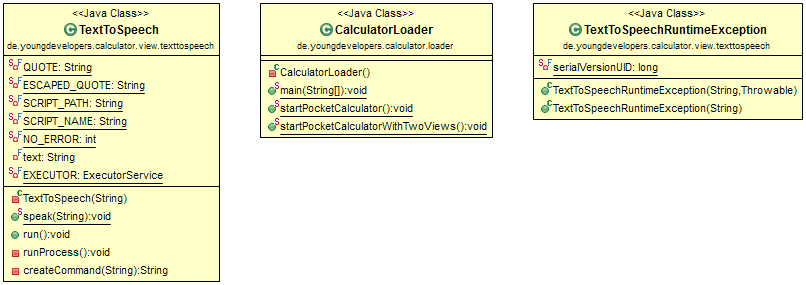 <<Java Class>>
TextToSpeech
de.youngdevelopers.calculator.view.texttospeech
QUOTE: String
ESCAPED_QUOTE: String
SCRIPT_PATH: String
SCRIPT_NAME: String
NO_ERROR: int
text: String
EXECUTOR: ExecutorService
TextToSpeech(String)
speak(String):void
run():void
runProcess():void
createCommand(String):String
<<Java Class>>
CalculatorLoader
de.youngdevelopers.calculator.loader
CalculatorLoader()
main(String[]):void
startPocketCalculator():void
startPocketCalculatorWithTwoViews():void
<<Java Class>>
TextToSpeechRuntimeException
de.youngdevelopers.calculator.view.texttospeech
serialVersionUID: long
TextToSpeechRuntimeException(String,Throwable)
TextToSpeechRuntimeException(String)